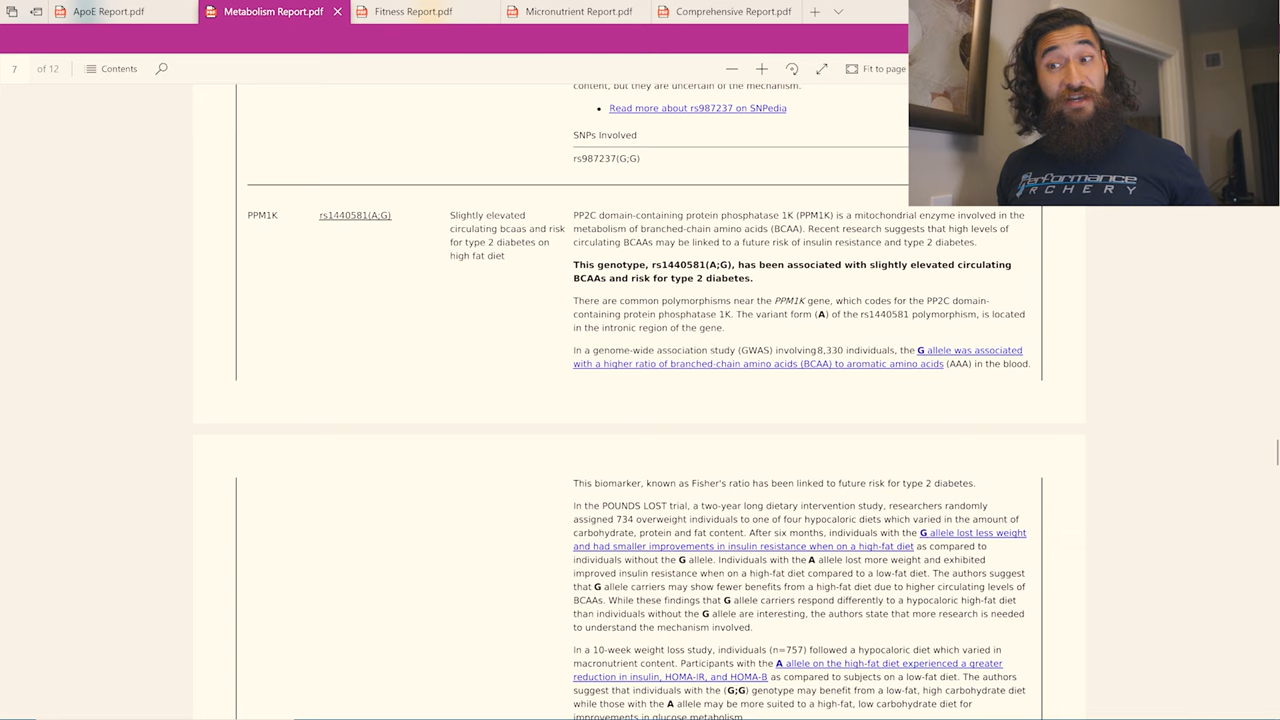 ApoE Report.pdf
Metabolism Report.pdf
Fitness Report.pdf
Micronutrient Report.pdf
Comprehensive Report.pdf
7 of 12
Contents
Fit to page
content, but they are uncertain of the mechanism.
Read more about rs987237 on SNPedia
SNPs Involved
rs987237(G;G)
PERFORMANCE
ARCHERY
PPM1K
rs1440581(A;G)
Slightly elevated
circulating bcaas and risk
for type 2 diabetes on
high fat diet
PP2C domain-containing protein phosphatase 1K (PPM1K) is a mitochondrial enzyme involved in the
metabolism of branched-chain amino acids (BCAA). Recent research suggests that high levels of
circulating BCAAs may be linked to a future risk of insulin resistance and type 2 diabetes.
This genotype, rs1440581(A;G), has been associated with slightly elevated circulating
BCAAs and risk for type 2 diabetes.
There are common polymorphisms near the PPM1K gene, which codes for the PP2C domain-
containing protein phosphatase 1K. The variant form (A) of the rs1440581 polymorphism, is located
in the intronic region of the gene.
In a genome-wide association study (GWAS) involving8,330 individuals, the G allele was associated
with a higher ratio of branched-chain amino acids (BCAA) to aromatic amino acids (AAA) in the blood.
This biomarker, known as Fisher's ratio has been linked to future risk for type 2 diabetes.
In the POUNDS LOST trial, a two-year long dietary intervention study, researchers randomly
assigned 734 overweight individuals to one of four hypocaloric diets which varied in the amount of
carbohydrate, protein and fat content. After six months, individuals with the G allele lost less weight
and had smaller improvements in insulin resistance when on a high-fat diet as compared to
individuals without the G allele. Individuals with the A allele lost more weight and exhibited
improved insulin resistance when on a high-fat diet compared to a low-fat diet. The authors suggest
that G allele carriers may show fewer benefits from a high-fat diet due to higher circulating levels of
BCAAs. While these findings that G allele carriers respond differently to a hypocaloric high-fat diet
than individuals without the G allele are interesting, the authors state that more research is needed
to understand the mechanism involved.
In a 10-week weight loss study, individuals (n=757) followed a hypocaloric diet which varied in
macronutrient content. Participants with the A allele on the high-fat diet experienced a greater
reduction in insulin, HOMA-IR, and HOMA-B as compared to subjects on a low-fat diet. The authors
suggest that individuals with the (G;G) genotype may benefit from a low-fat, high carbohydrate diet
while those with the A allele may be more suited to a high-fat, low carbohydrate diet for
improvements in glucose metabolism.